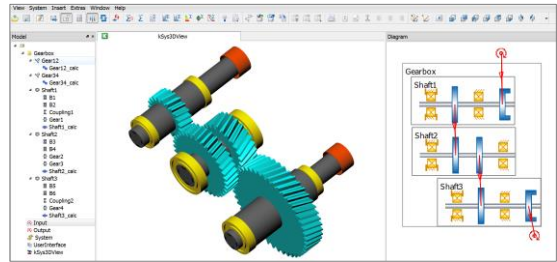 View System Insert Extras Windows Help
Model
kSys3DView
Diagram
Gearbox
Gear12
Gear12_calc
Gear34
Gear34_calc
Shaft1
B1
B2
Coupling1
Gear1
Shaft1_calc
Shaft2
B3
B4
Gear2
Gear3
Shaft2_calc
Shaft3
B5
B6
Coupling2
Gear4
Shaft3_calc
Input
Output
System
UserInterface
kSys3DView
Gearbox
Shaft1
Shaft2
Shaft3